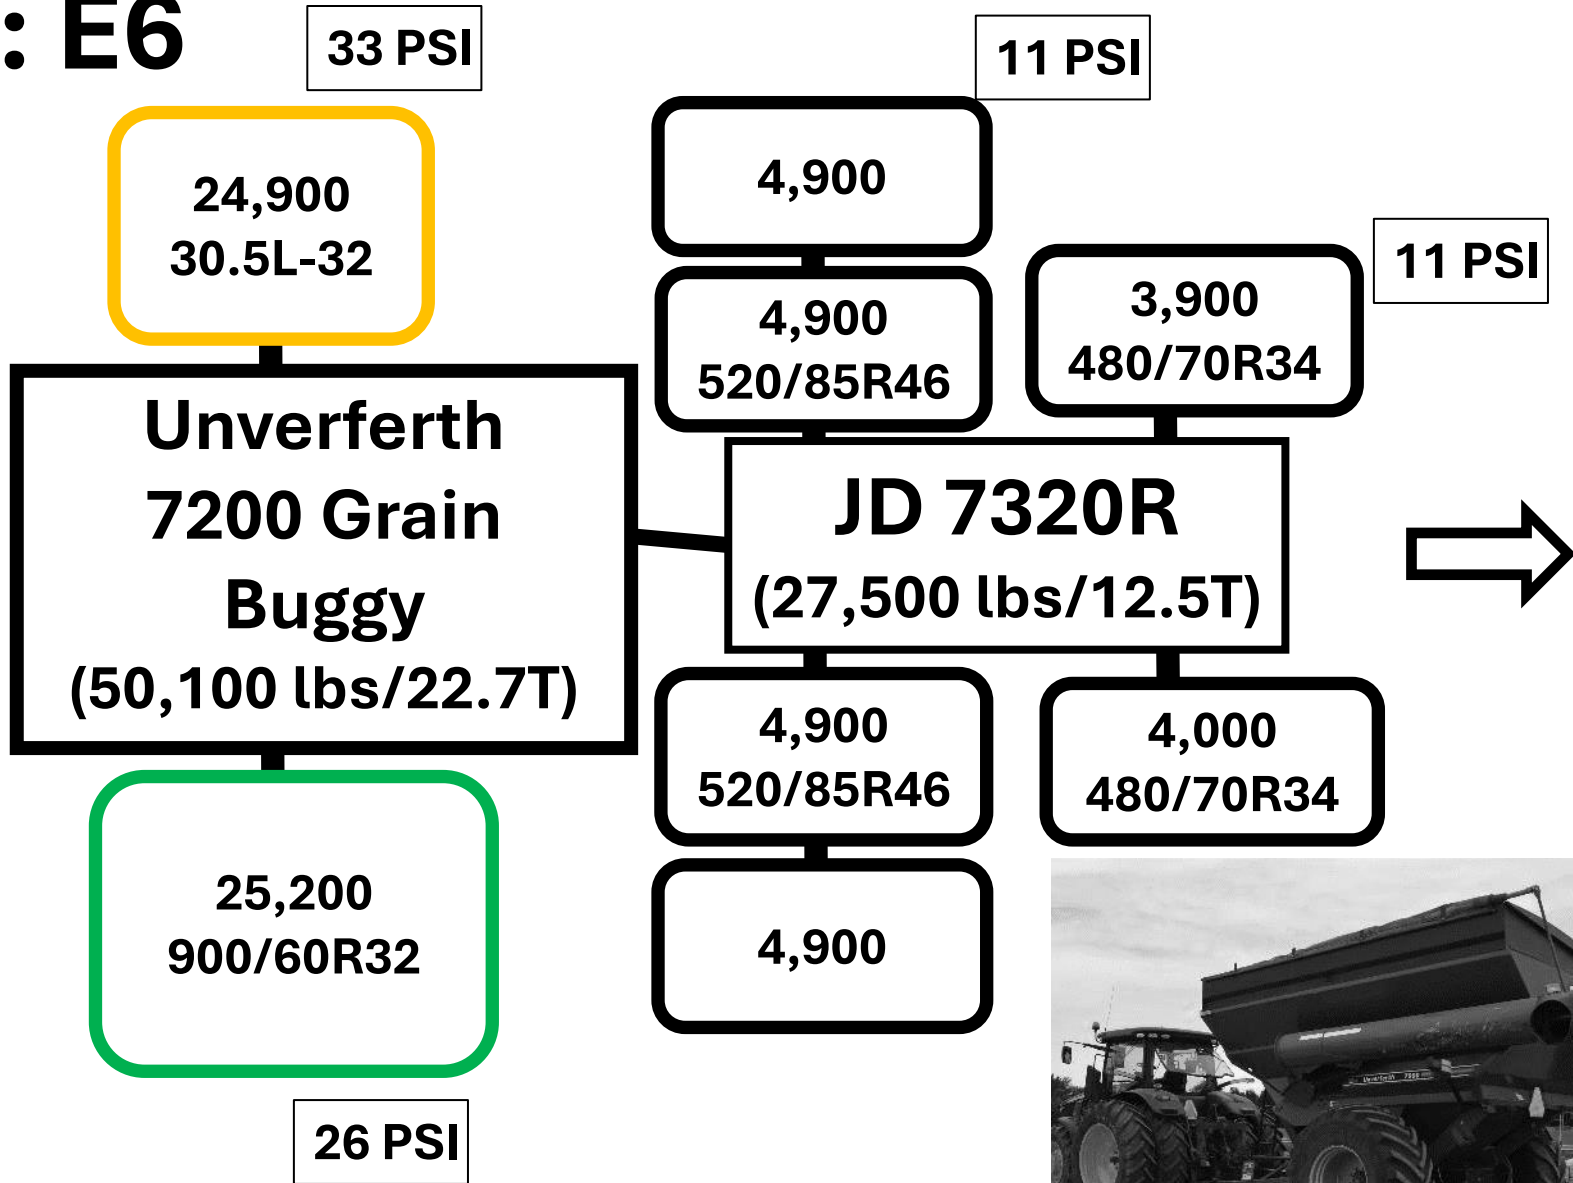 : E6
33 PSI
11 PSI
24,900
30.5L-32
4,900
4,900
520/85R46
3,900
480/70R34
11 PSI
Unverferth
7200 Grain
Buggy
(50,100 lbs/22.7T)
JD 7320R
(27,500 lbs/12.5T)
4,900
520/85R46
4,000
480/70R34
25,200
900/60R32
4,900
26 PSI